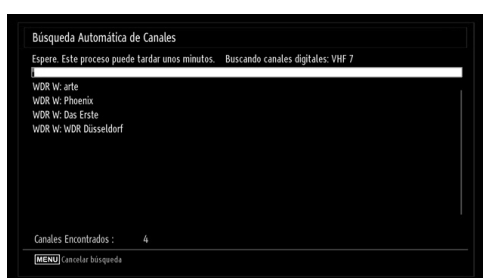 Búsqueda Automática de Canales
Espere. Este proceso puede tardar unos minutos. Buscando canales digitales: VHF 7
WDR W: arte
WDR W: Phoenix
WDR W: Das Erste
WDR W: WDR Düsseldorf
Canales Encontrados : 4
MENU Cancelar búsqueda